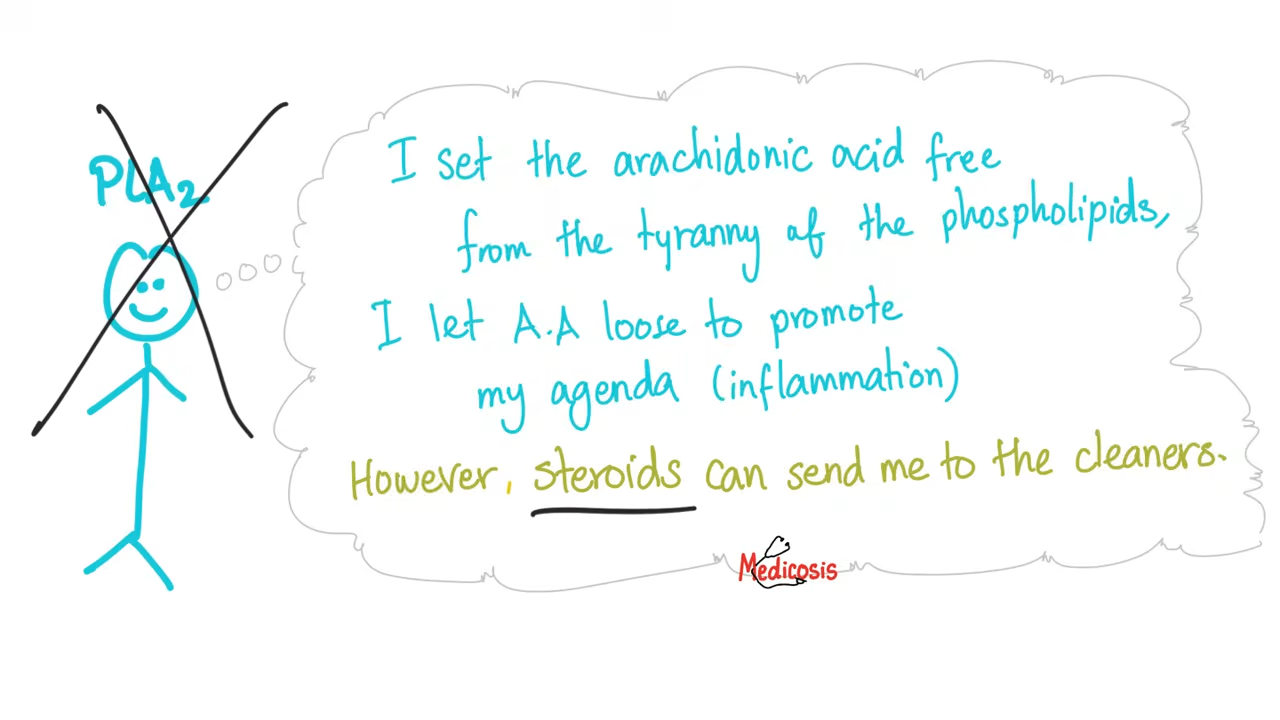 PLA2
I set the arachidonic acid free
from the tyranny of the phospholipids,
I let A.A loose to promote
my agenda (inflammation)
However, steroids can send me to the cleaners.
Medicosis